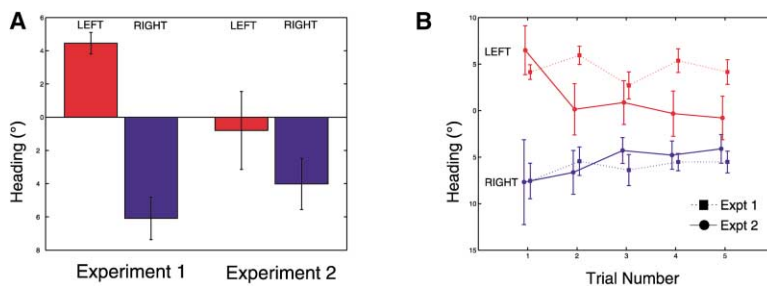 A
LEFT RIGHT LEFT RIGHT
6
4
2
0
2
4
6
8
Heading (°)
Experiment 1 Experiment 2
B
10
5
0
5
10
15
Heading (°)
LEFT
RIGHT
Expt 1
Expt 2
1 2 3 4 5
Trial Number